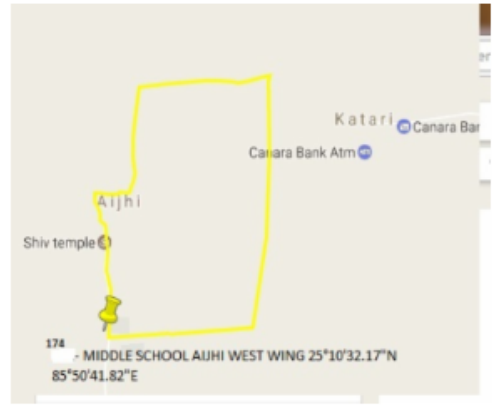 Katari
Canara Bar
Canara Bank Atm
Aijhi
Shiv temple
174
- MIDDLE SCHOOL AIJHI WEST WING 25°10'32.17"N
85°50'41.82"E